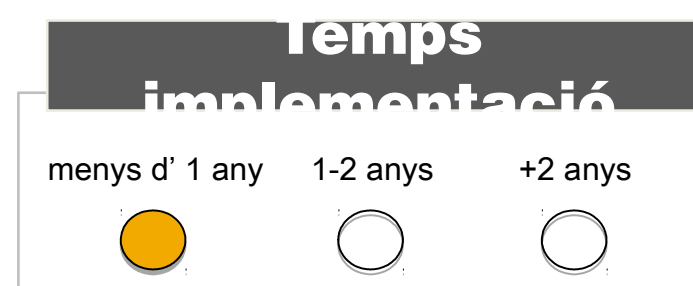 Temps
implementació
menys d’ 1 any 1-2 anys +2 anys